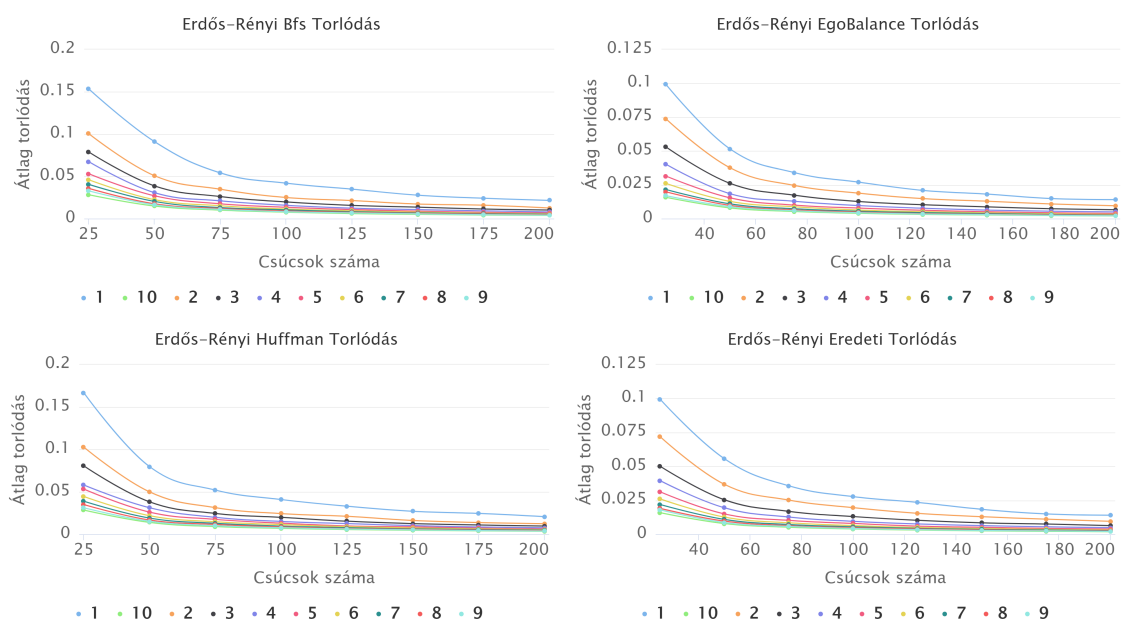 Erdős–Rényi Bfs Torlódás
Átlag torlódás
0.2
0.15
0.1
0.05
0
25 50 75 100 125 150 175 200
Csúcsok száma
1 10 2 3 4 5 6 7 8 9
Erdős–Rényi EgoBalance Torlódás
Átlag torlódás
0.125
0.1
0.075
0.05
0.025
0
40 60 80 100 120 140 160 180 200
Csúcsok száma
1 10 2 3 4 5 6 7 8 9
Erdős–Rényi Huffman Torlódás
Átlag torlódás
0.2
0.15
0.1
0.05
0
25 50 75 100 125 150 175 200
Csúcsok száma
1 10 2 3 4 5 6 7 8 9
Erdős–Rényi Eredeti Torlódás
Átlag torlódás
0.125
0.1
0.075
0.05
0.025
0
40 60 80 100 120 140 160 180 200
Csúcsok száma
1 10 2 3 4 5 6 7 8 9